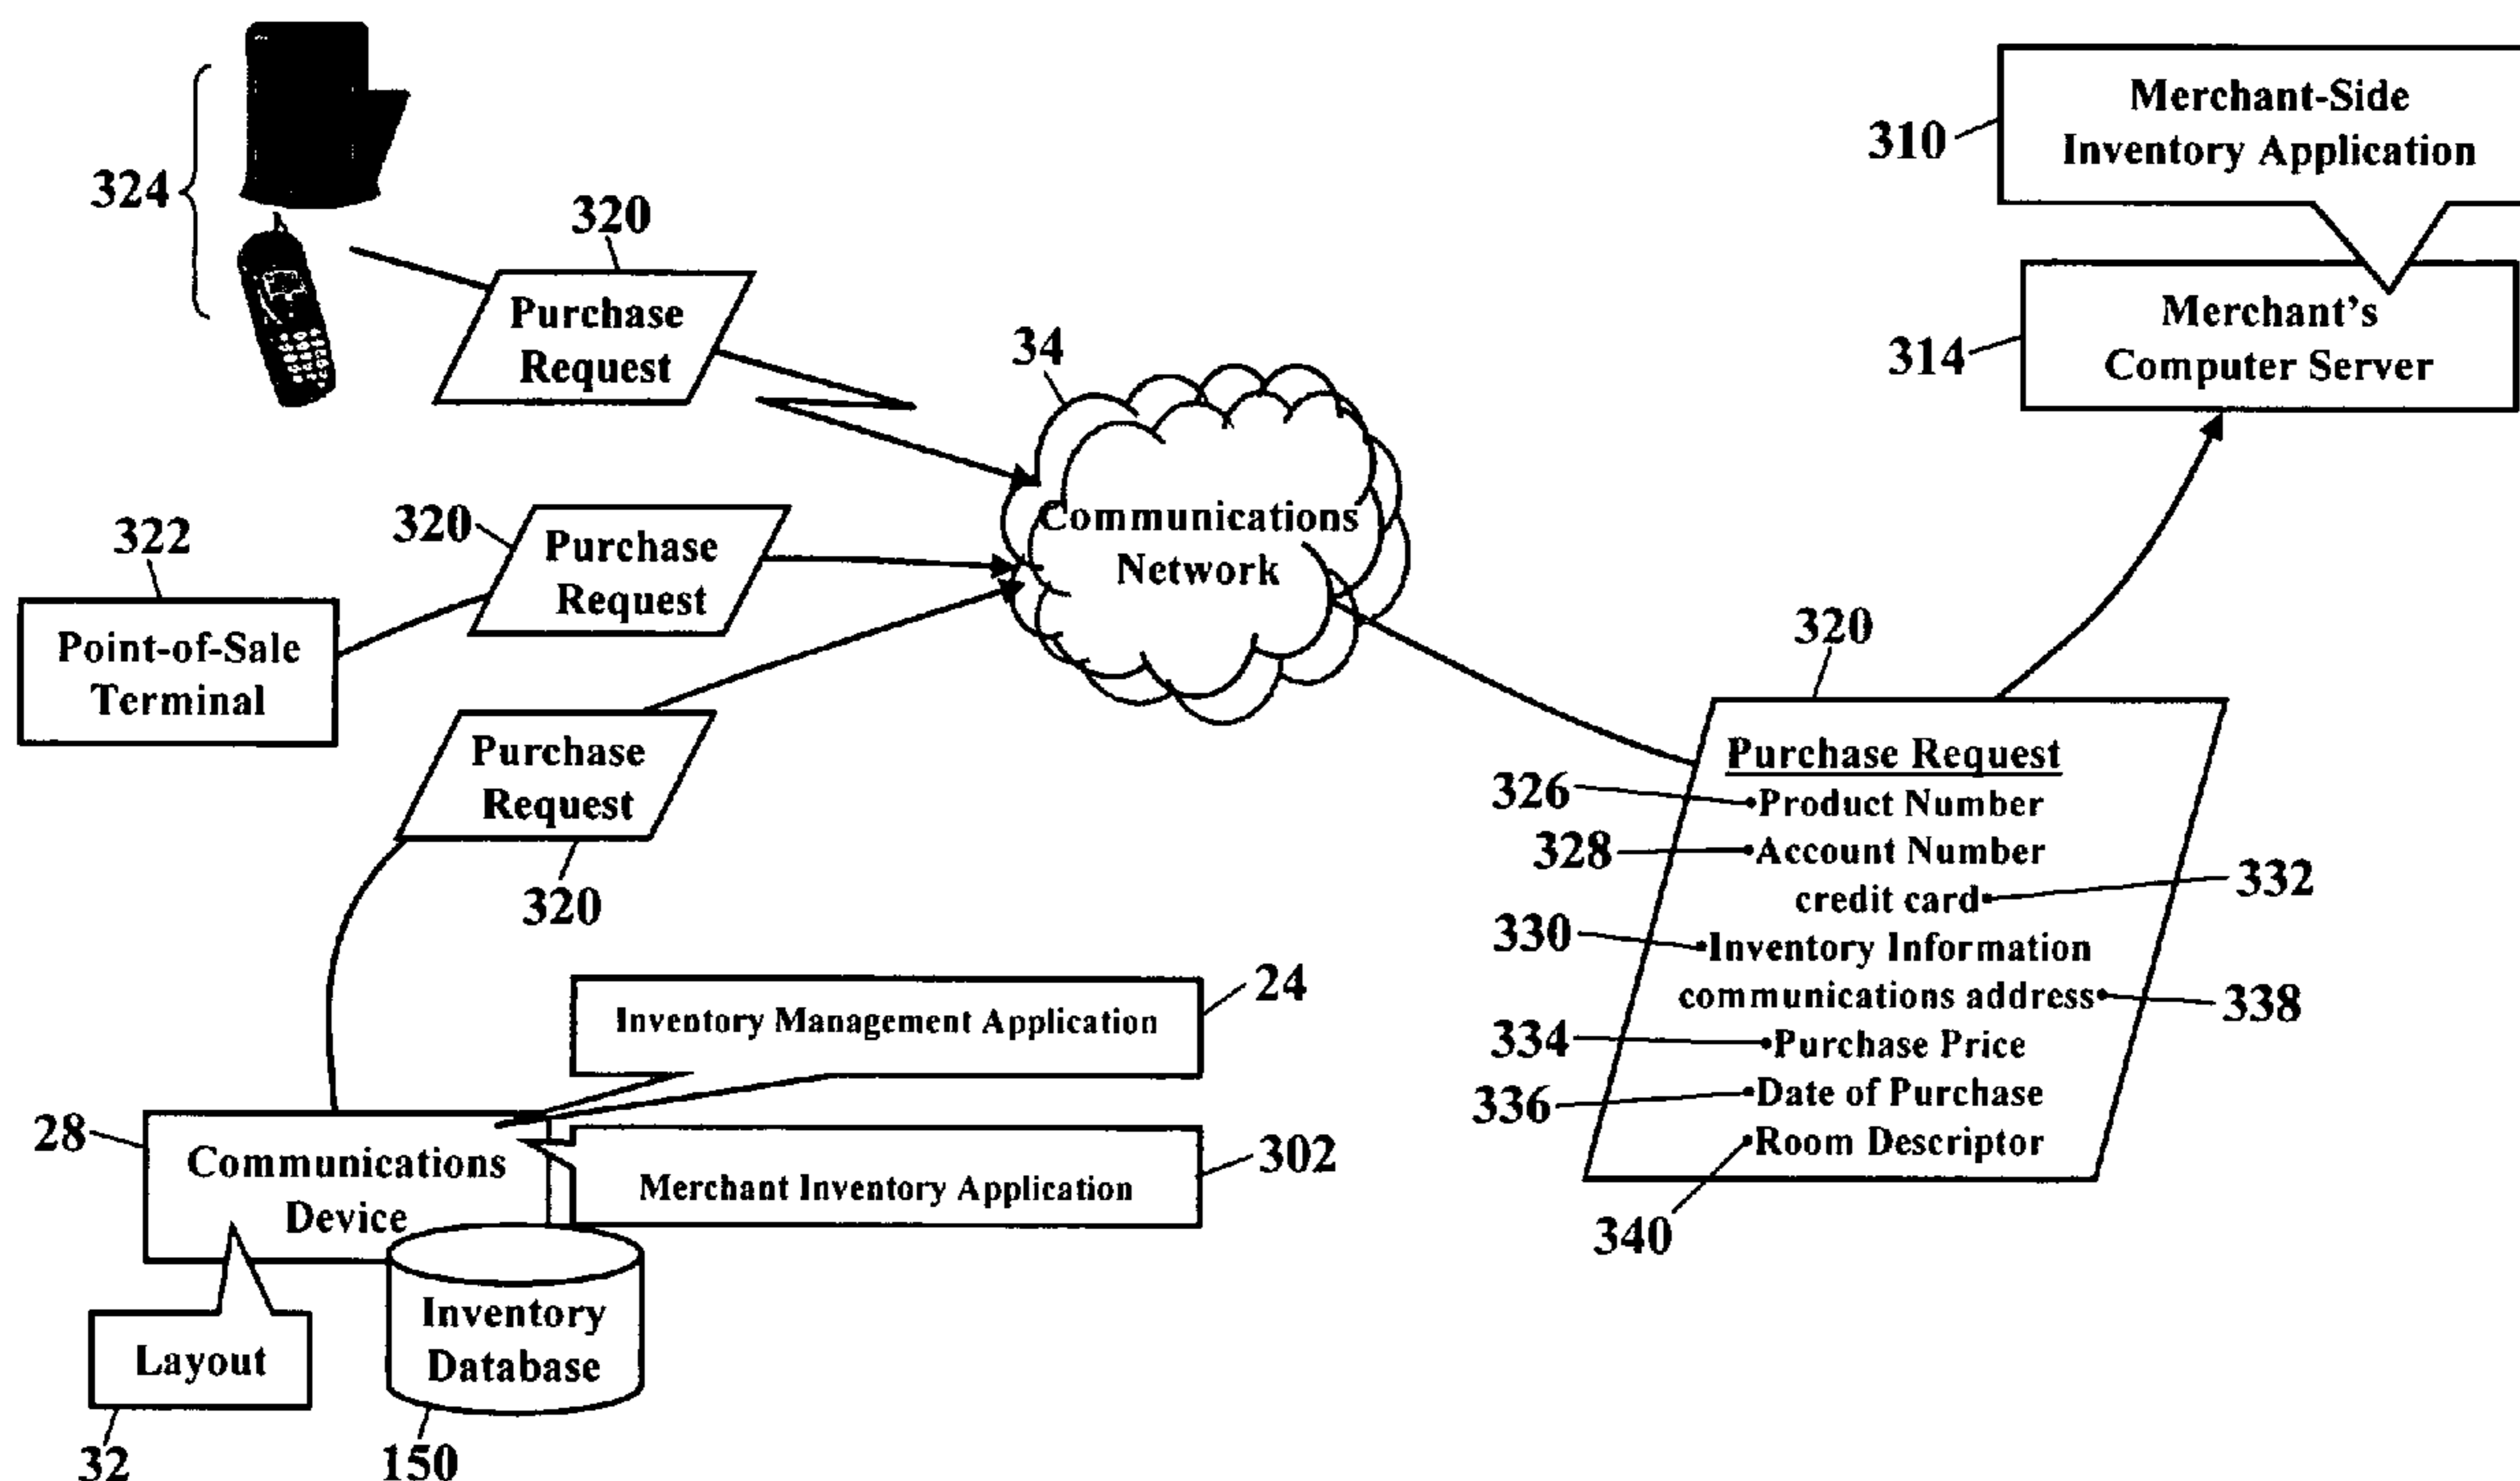 324
320
Purchase
Request
310
Merchant-Side
Inventory Application
314
Merchant's
Computer Server
34
Communications
Network
322
Point-of-Sale
Terminal
320
Purchase
Request
Purchase
Request
320
320
Purchase Request
326
•Product Number
328
•Account Number
credit card•
332
330
•Inventory Information
communications address•
338
334
•Purchase Price
336
•Date of Purchase
•Room Descriptor
340
24
Inventory Management Application
28
Communications
Device
302
Merchant Inventory Application
Layout
32
Inventory
Database
150